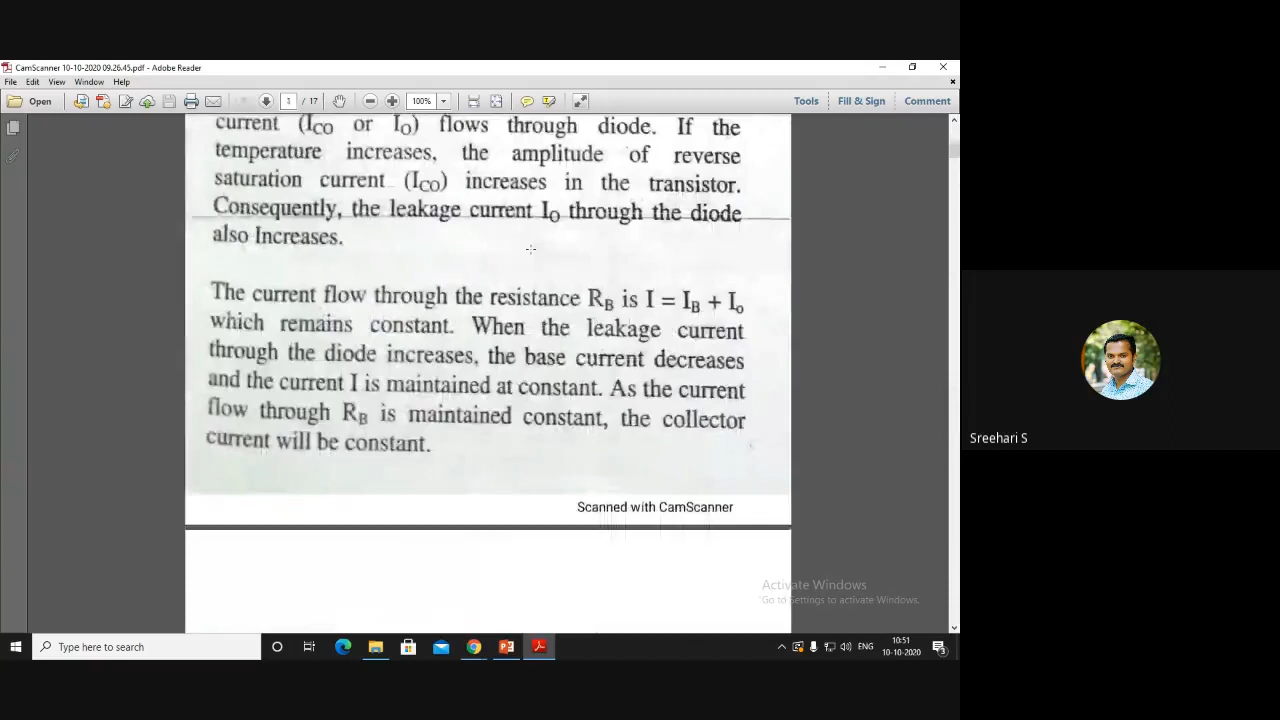 CamScanner 10-10-2020 09.26.45.pdf - Adobe Reader
File Edit View Window Help
Open 1 / 17 100% Tools Fill & Sign Comment
current (ICO or IO) flows through diode. If the
temperature increases, the amplitude of reverse
saturation current (ICO) increases in the transistor.
Consequently, the leakage current IO through the diode
also Increases.
The current flow through the resistance RB is I = IB + Io
which remains constant. When the leakage current
through the diode increases, the base current decreases
and the current I is maintained at constant. As the current
flow through RB is maintained constant, the collector
current will be constant.
Scanned with CamScanner
Activate Windows
Go to Settings to activate Windows.
Sreehari S
Type here to search
ENG
10:51
10-10-2020
3